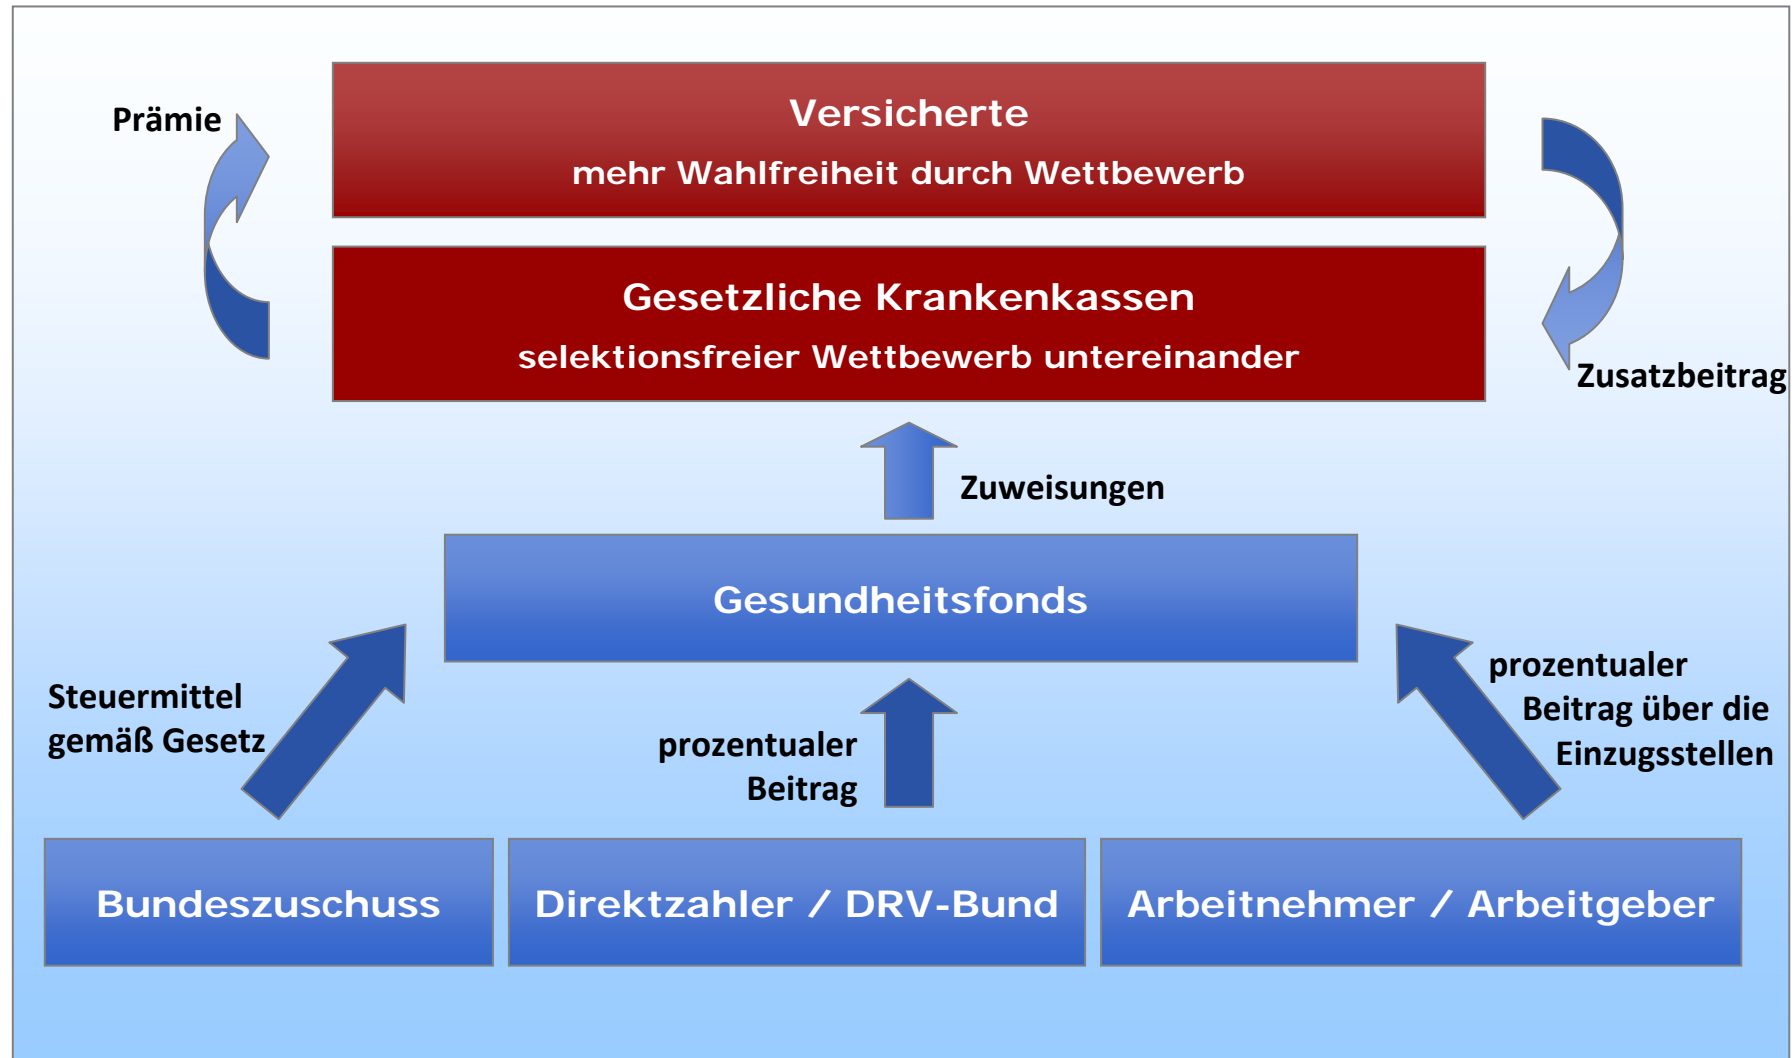 Prämie
Versicherte
mehr Wahlfreiheit durch Wettbewerb
Gesetzliche Krankenkassen
selektionsfreier Wettbewerb untereinander
Zusatzbeitrag
Zuweisungen
Gesundheitsfonds
Steuermittel
gemäß Gesetz
prozentualer
Beitrag
prozentualer
Beitrag über die
Einzugsstellen
Bundeszuschuss
Direktzahler / DRV-Bund
Arbeitnehmer / Arbeitgeber